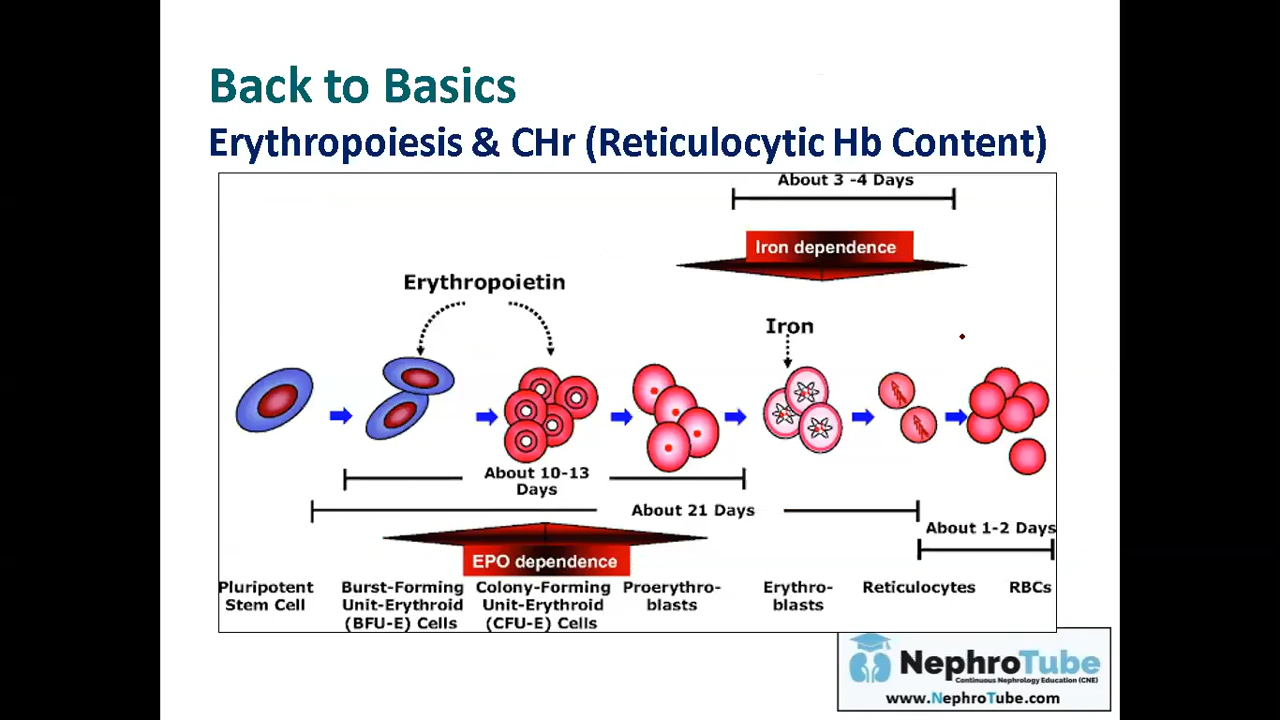 Back to Basics
Erythropoiesis & CHr (Reticulocytic Hb Content)
About 3 -4 Days
Iron dependence
Erythropoietin
Iron
About 10-13
Days
About 21 Days
About 1-2 Days
EPO dependence
Pluripotent
Stem Cell
Burst-Forming
Unit-Erythroid
(BFU-E) Cells
Colony-Forming
Unit-Erythroid
(CFU-E) Cells
Proerythro-
blasts
Erythro-
blasts
Reticulocytes
RBCs
NephroTube
Continuous Nephrology Education (CNE)
www.NephroTube.com